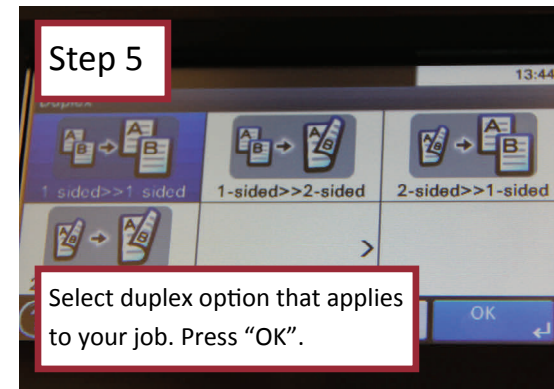 Step 5
13:44
Duplex
1-sided>>1-sided
1-sided>>2-sided
2-sided>>1-sided
2
Select duplex option that applies
to your job. Press “OK”.
OK